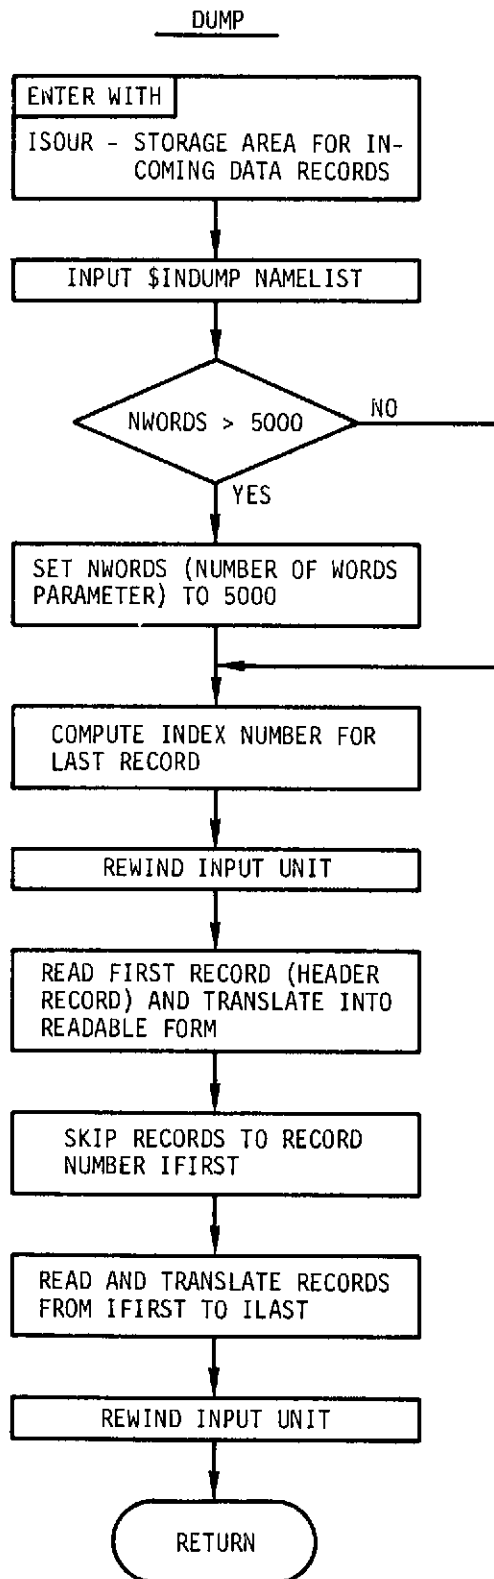 DUMP
ENTER WITH
ISOUR - STORAGE AREA FOR IN-
COMING DATA RECORDS
INPUT $INDUMP NAMELIST
NWORDS > 5000
NO
YES
SET NWORDS (NUMBER OF WORDS
PARAMETER) TO 5000
COMPUTE INDEX NUMBER FOR
LAST RECORD
REWIND INPUT UNIT
READ FIRST RECORD (HEADER
RECORD) AND TRANSLATE INTO
READABLE FORM
SKIP RECORDS TO RECORD
NUMBER IFIRST
READ AND TRANSLATE RECORDS
FROM IFIRST TO ILAST
REWIND INPUT UNIT
RETURN